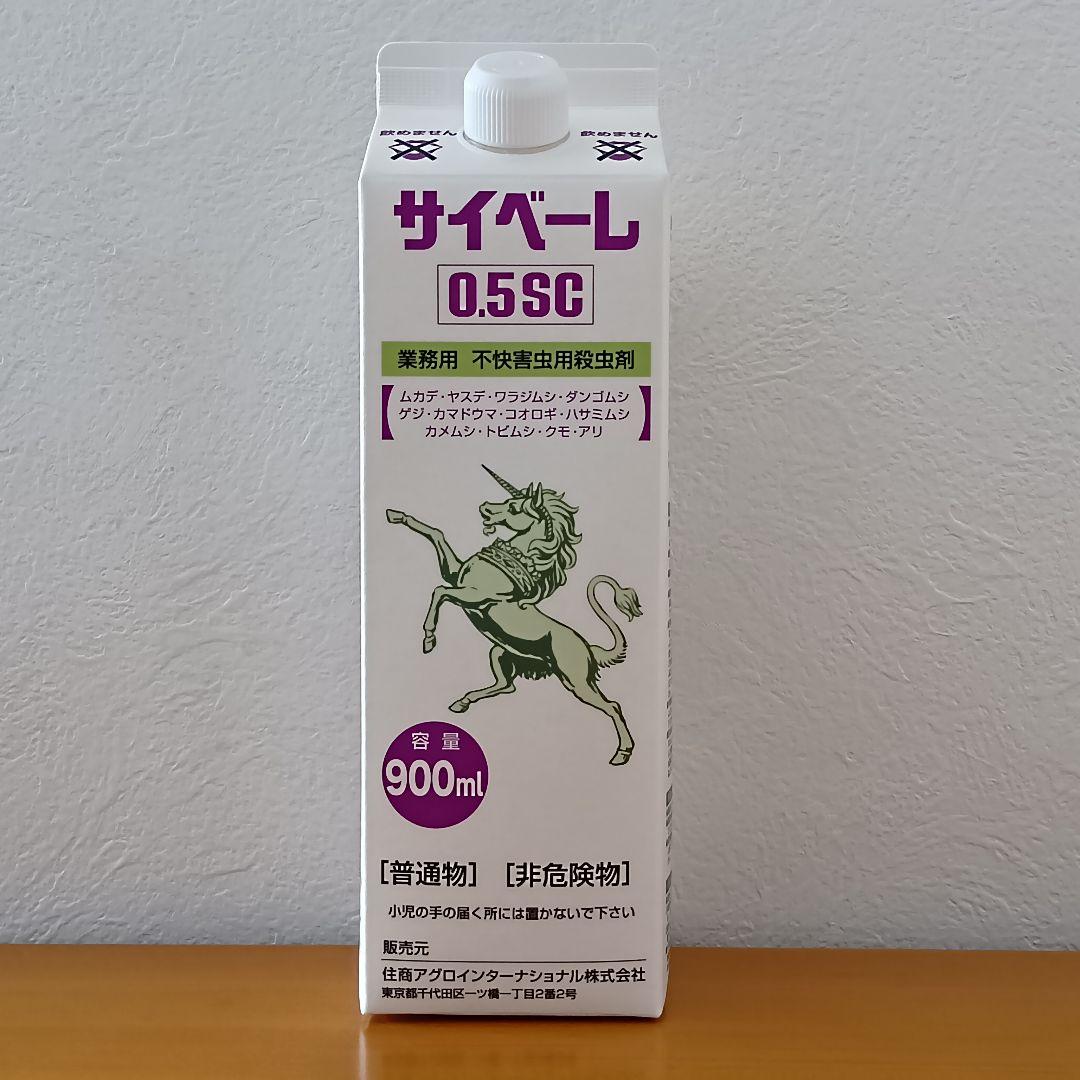 飲めません
飲めません
サイベーレ
0.5SC
業務用 不快害虫用殺虫剤
ムカデ・ヤスデ・ワラジムシ・ダンゴムシ
ゲジ・カマドウマ・コオロギ・ハサミムシ
カメムシ・トビムシ・クモ・アリ
容量
900ml
[普通物] [非危険物]
小児の手の届く所には置かないで下さい
販売元
住商アグロインターナショナル株式会社
東京都千代田区一ツ橋一丁目2番2号